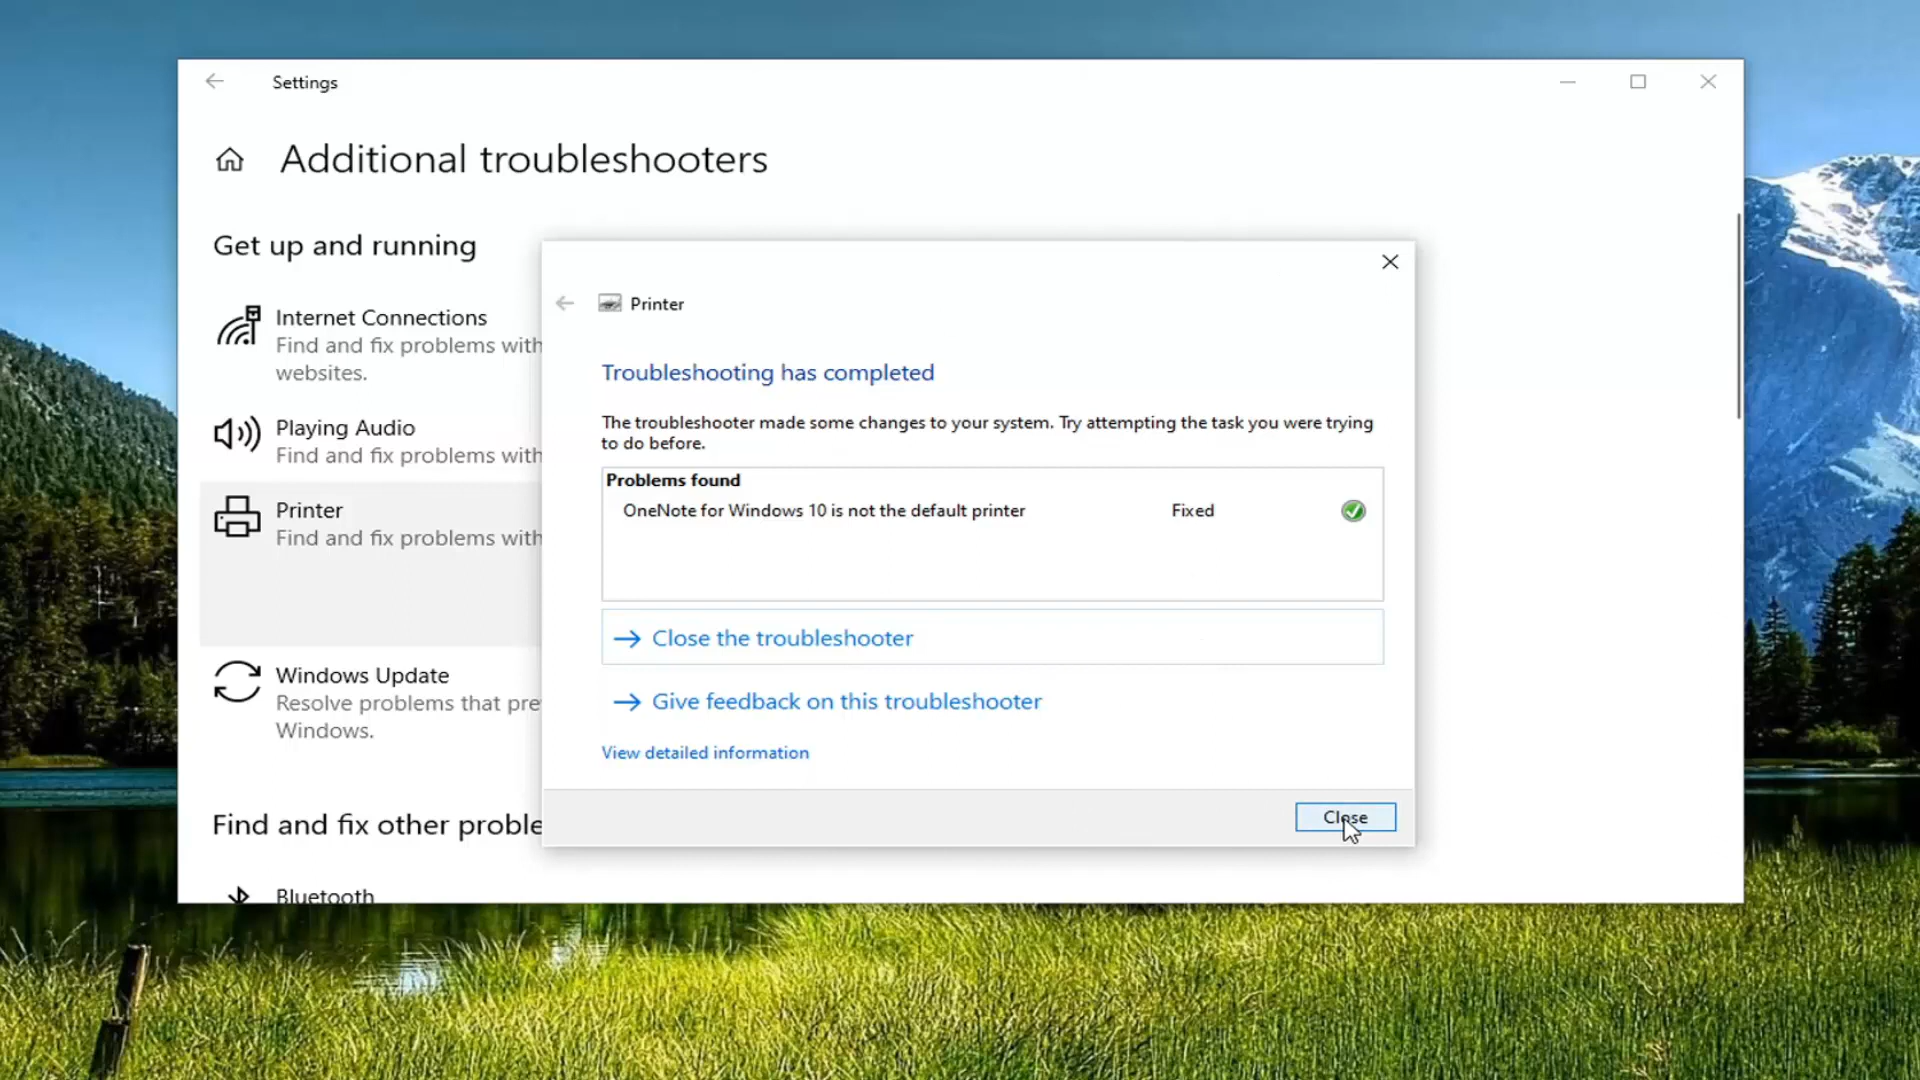 Settings
Additional troubleshooters
Get up and running
Internet Connections
Find and fix problems with
websites.
Playing Audio
Find and fix problems with
Printer
Find and fix problems with
Windows Update
Resolve problems that pre
Windows.
Find and fix other proble
Bluetooth
Printer
Troubleshooting has completed
The troubleshooter made some changes to your system. Try attempting the task you were trying
to do before.
Problems found
OneNote for Windows 10 is not the default printer Fixed
Close the troubleshooter
Give feedback on this troubleshooter
View detailed information
Close